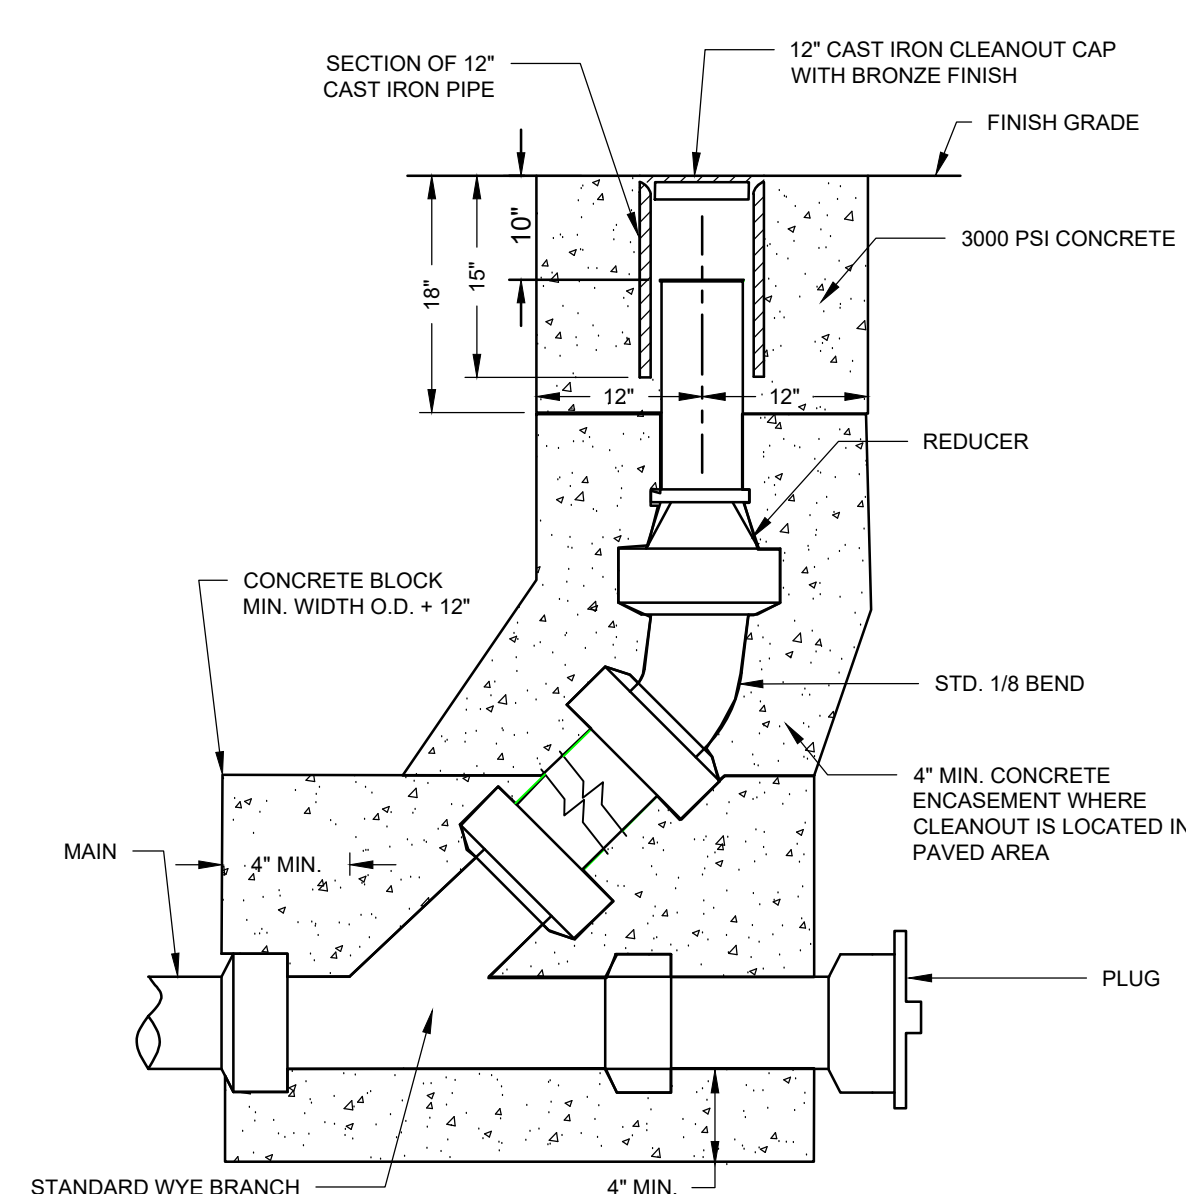 SECTION OF 12"
CAST IRON PIPE
12" CAST IRON CLEANOUT CAP
WITH BRONZE FINISH
FINISH GRADE
10"
15"
18"
3000 PSI CONCRETE
12"
12"
REDUCER
CONCRETE BLOCK
MIN. WIDTH O.D. + 12"
STD. 1/8 BEND
4" MIN. CONCRETE
ENCASEMENT WHERE
CLEANOUT IS LOCATED IN
PAVED AREA
MAIN
4" MIN.
PLUG
STANDARD WYE BRANCH
4" MIN.